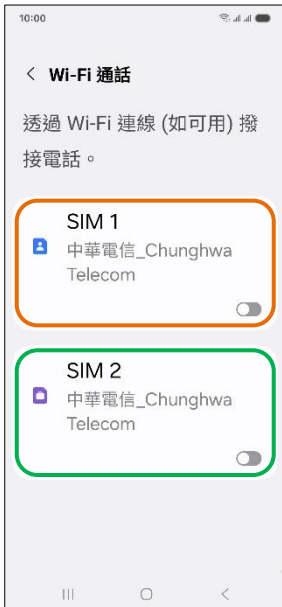 10:00
Wi-Fi 通話
透過 Wi-Fi 連線 (如可用) 撥
接電話。
SIM 1
中華電信_Chunghwa
Telecom
SIM 2
中華電信_Chunghwa
Telecom